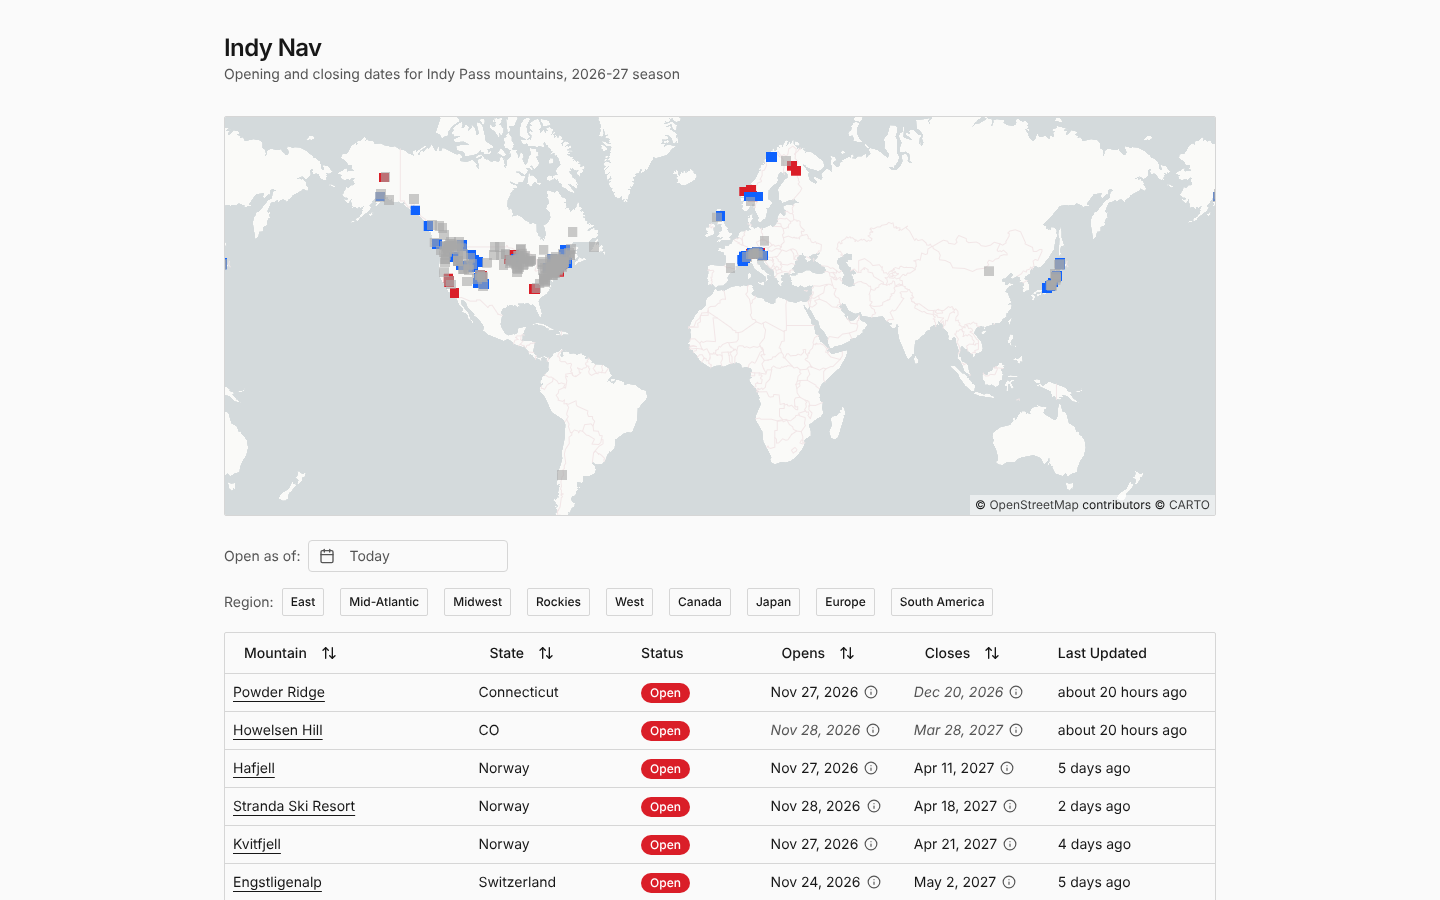 Indy Nav
Opening and closing dates for Indy Pass mountains, 2026-27 season
© OpenStreetMap contributors © CARTO
Open as of: Today
Region: East Mid-Atlantic Midwest Rockies West Canada Japan Europe South America
Mountain State Status Opens Closes Last Updated
Powder Ridge Connecticut Open Nov 27, 2026 Dec 20, 2026 about 20 hours ago
Howelsen Hill CO Open Nov 28, 2026 Mar 28, 2027 about 20 hours ago
Hafjell Norway Open Nov 27, 2026 Apr 11, 2027 5 days ago
Stranda Ski Resort Norway Open Nov 28, 2026 Apr 18, 2027 2 days ago
Kvitfjell Norway Open Nov 27, 2026 Apr 21, 2027 4 days ago
Engstligenalp Switzerland Open Nov 24, 2026 May 2, 2027 5 days ago